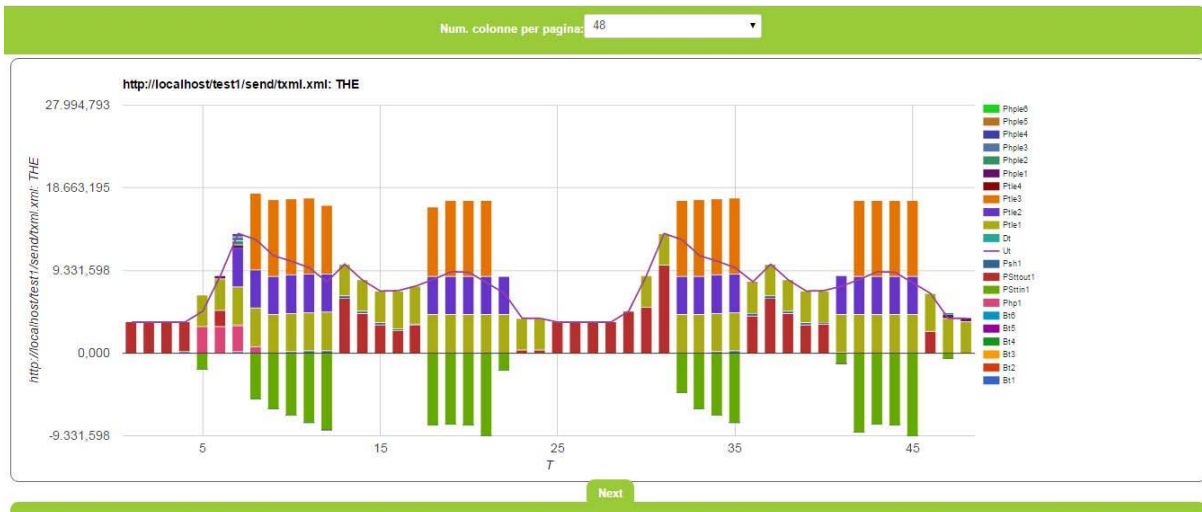 Num. colonne per pagina: 48
http://localhost/test1/send/txml.xml: THE
27.994,793
18.663,195
9.331,598
0,000
-9.331,598
http://localhost/test1/send/txml.xml: THE
5
15
25
35
45
T
Phple6
Phple5
Phple4
Phple3
Phple2
Phple1
Ptle4
Ptle3
Ptle2
Ptle1
Dt
Ut
Psh1
PSttout1
PSttin1
Php1
Bt6
Bt5
Bt4
Bt3
Bt2
Bt1
Next